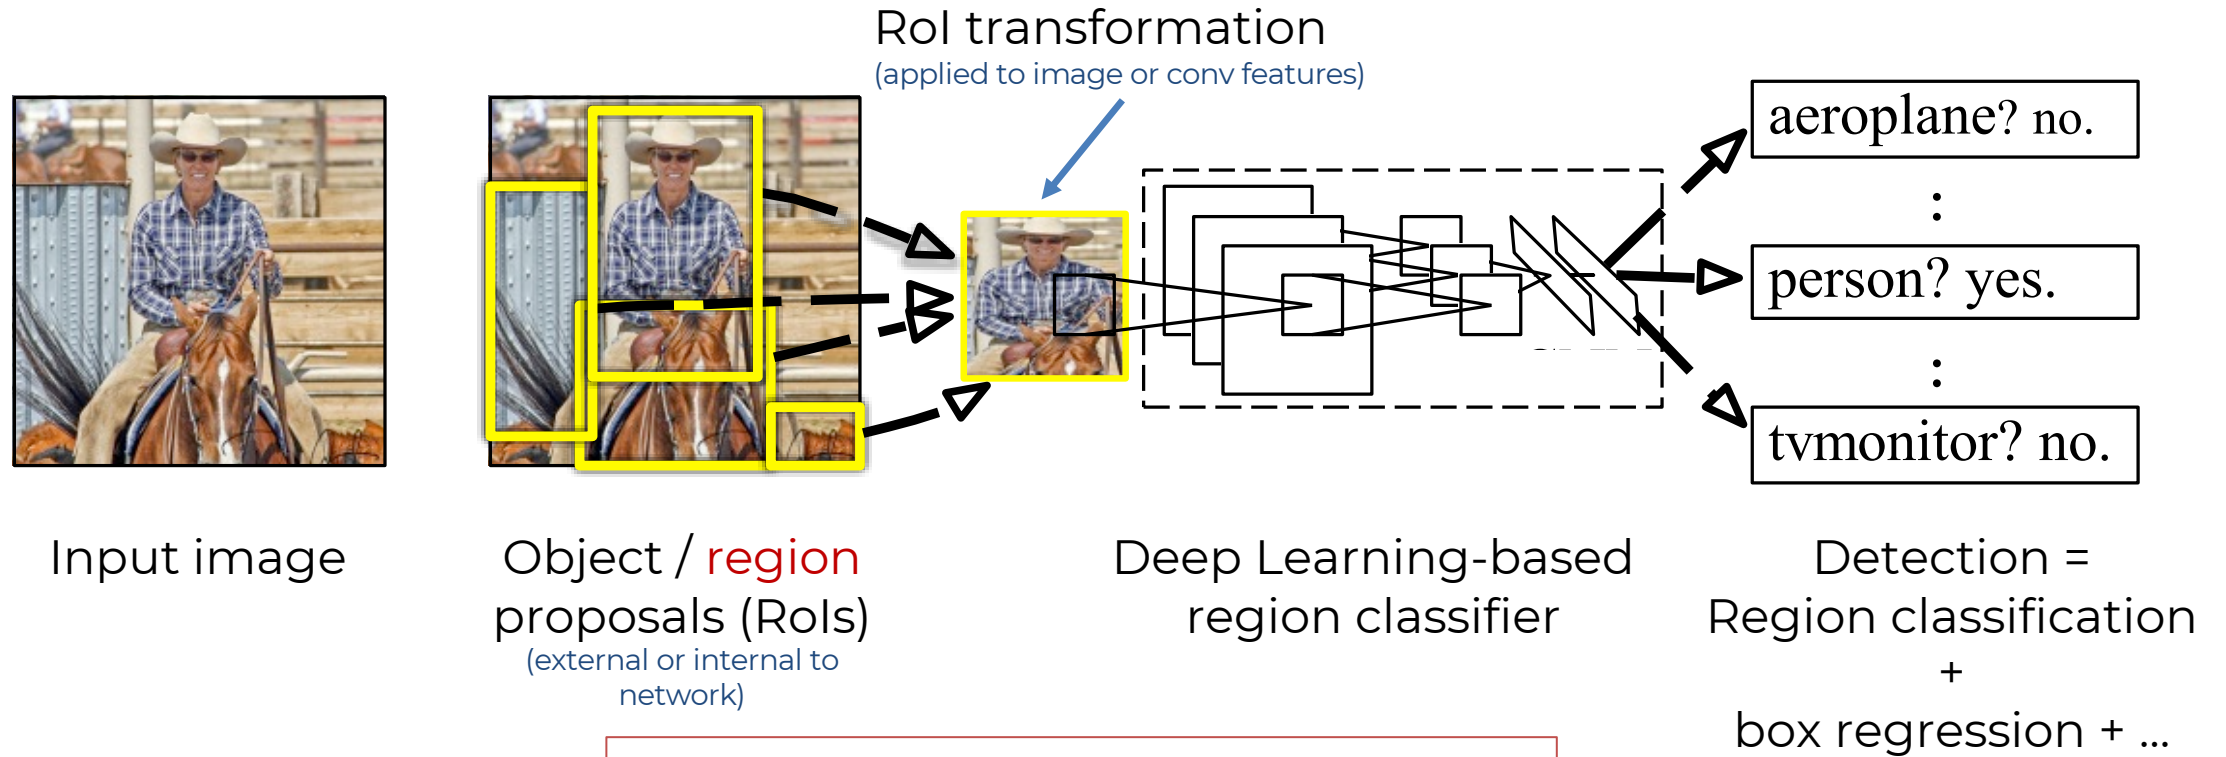 RoI transformation
(applied to image or conv features)
aeroplane? no.
:
person? yes.
:
tvmonitor? no.
Input image
Object / region
proposals (RoIs)
(external or internal to
network)
Deep Learning-based
region classifier
Detection =
Region classification
+
box regression + ...